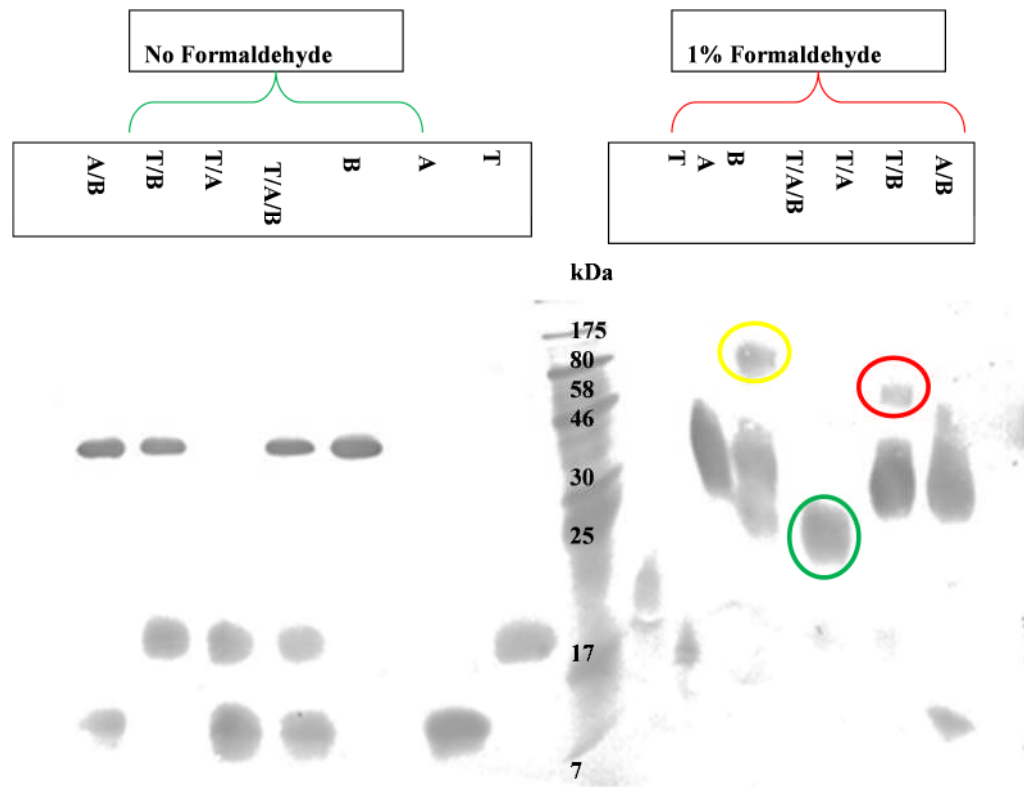 No Formaldehyde
1% Formaldehyde
A/B
T/B
T/A
T/A/B
B
A
T
T
A
B
T/A/B
T/A
T/B
A/B
kDa
175
80
58
46
30
25
17
7